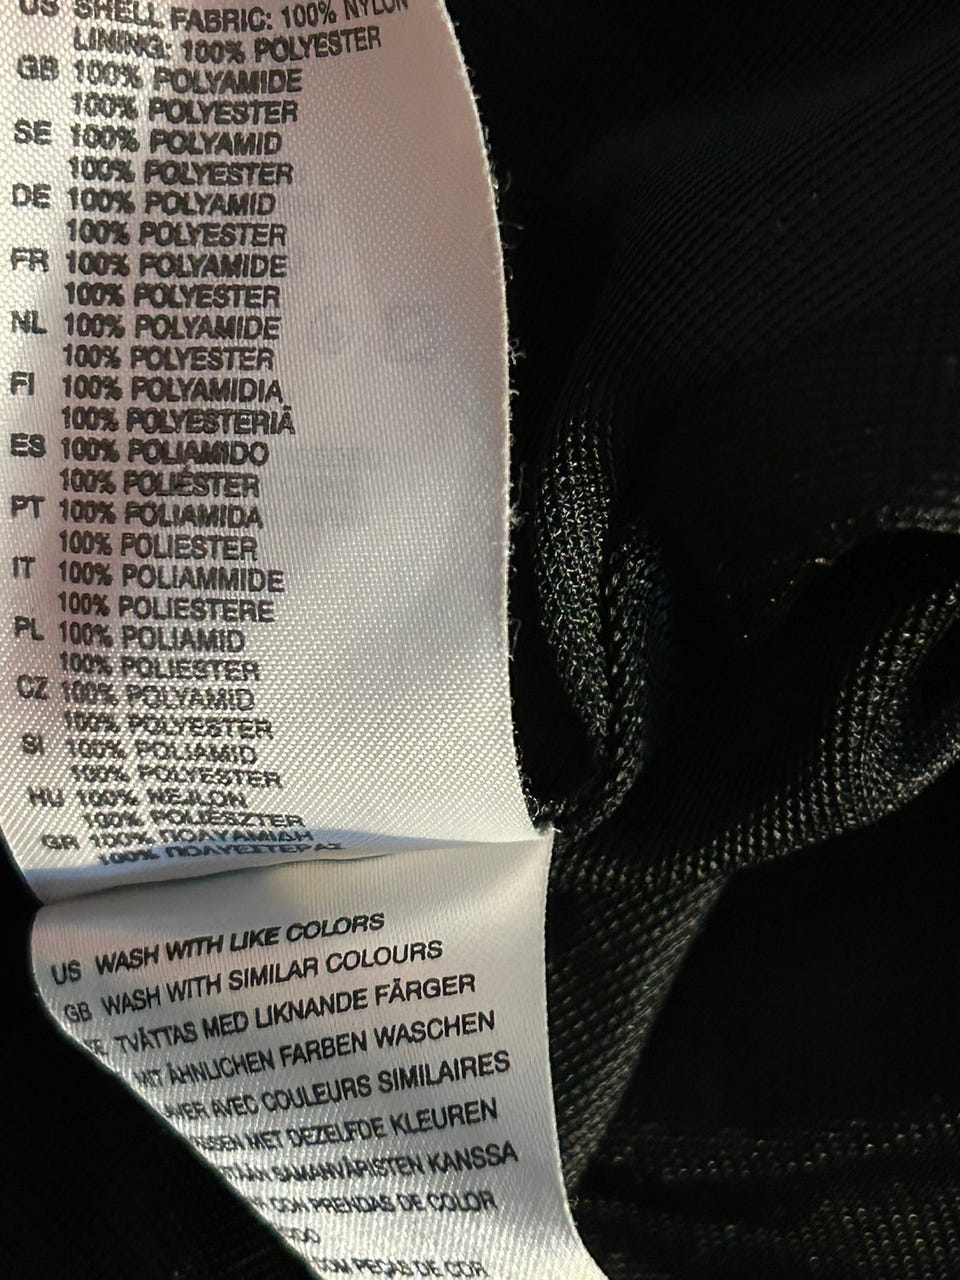 US SHELL FABRIC: 100% NYLON
LINING: 100% POLYESTER
GB 100% POLYAMIDE
100% POLYESTER
SE 100% POLYAMID
100% POLYESTER
DE 100% POLYAMID
100% POLYESTER
FR 100% POLYAMIDE
100% POLYESTER
NL 100% POLYAMIDE
100% POLYESTER
FI 100% POLYAMIDIA
100% POLYESTERIÄ
ES 100% POLIAMIDO
100% POLIÉSTER
PT 100% POLIAMIDA
100% POLIESTER
IT 100% POLIAMMIDE
100% POLIESTERE
PL 100% POLIAMID
100% POLIESTER
CZ 100% POLYAMID
100% POLYESTER
SI 100% POLIAMID
100% POLYESTER
HU 100% NEJLON
100% POLIÉSZTER
GR 100% ΠΟΛΥΑΜΙΔΗ
100% ΠΟΛΥΕΣΤΕΡΑΣ
US WASH WITH LIKE COLORS
GB WASH WITH SIMILAR COLOURS
TVÄTTAS MED LIKNANDE FÄRGER
MIT ÄHNLICHEN FARBEN WASCHEN
AVEC COULEURS SIMILAIRES
MET DEZELFDE KLEUREN
SAMANVÄRISTEN KANSSA
CON PRENDAS DE COLOR
COM PEÇAS DE COR